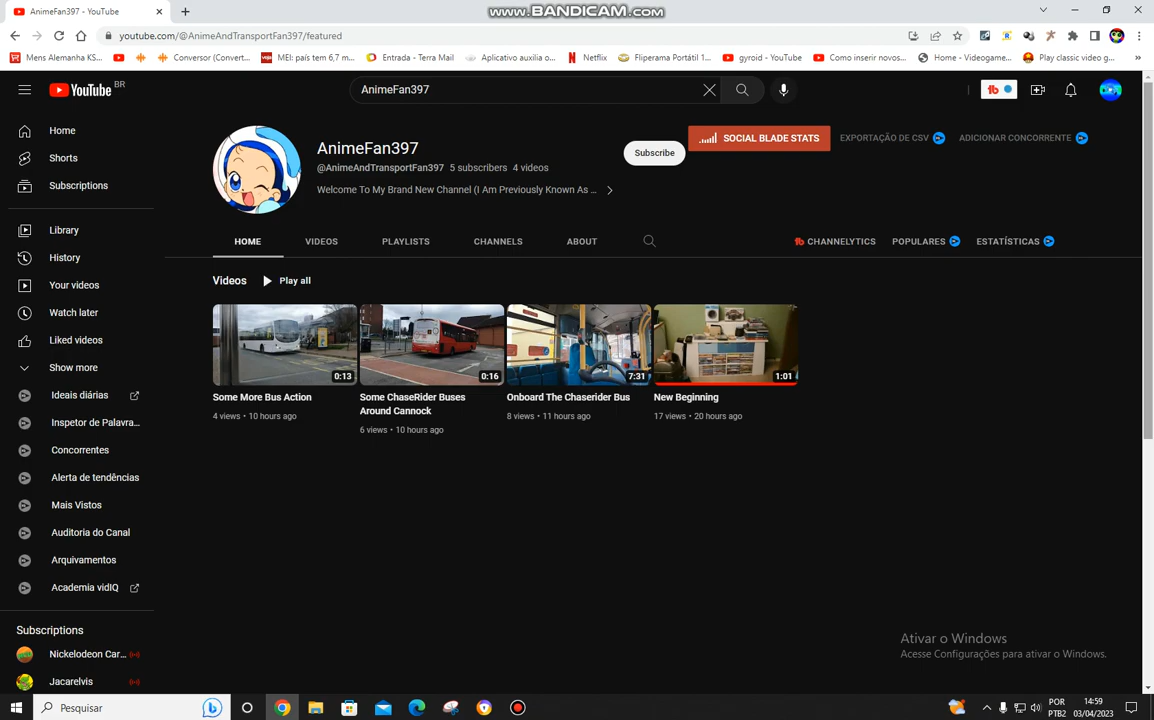 AnimeFan397 - YouTube
www.BANDICAM.com
youtube.com/@AnimeAndTransportFan397/featured
Mens Alemanha KS...
Conversor (Convert...
MEI: país tem 6,7 m...
Entrada - Terra Mail
Aplicativo auxilia o...
Netflix
Fliperama Portátil 1...
gyroid - YouTube
Como inserir novos...
Home - Videogame...
Play classic video g...
YouTube BR
AnimeFan397
Home
Shorts
Subscriptions
Library
History
Your videos
Watch later
Liked videos
Show more
Ideais diárias
Inspetor de Palavra...
Concorrentes
Alerta de tendências
Mais Vistos
Auditoria do Canal
Arquivamentos
Academia vidIQ
Subscriptions
Nickelodeon Car...
Jacarelvis
AnimeFan397
@AnimeAndTransportFan397 5 subscribers 4 videos
Welcome To My Brand New Channel (I Am Previously Known As ...
Subscribe
SOCIAL BLADE STATS
EXPORTAÇÃO DE CSV
ADICIONAR CONCORRENTE
HOME VIDEOS PLAYLISTS CHANNELS ABOUT
tb CHANNELYTICS POPULARES ESTATÍSTICAS
Videos Play all
0:13
0:16
7:31
1:01
Some More Bus Action
4 views • 10 hours ago
Some ChaseRider Buses
Around Cannock
6 views • 10 hours ago
Onboard The Chaserider Bus
8 views • 11 hours ago
New Beginning
17 views • 20 hours ago
Ativar o Windows
Acesse Configurações para ativar o Windows.
Pesquisar
POR
PTB2
14:59
03/04/2023